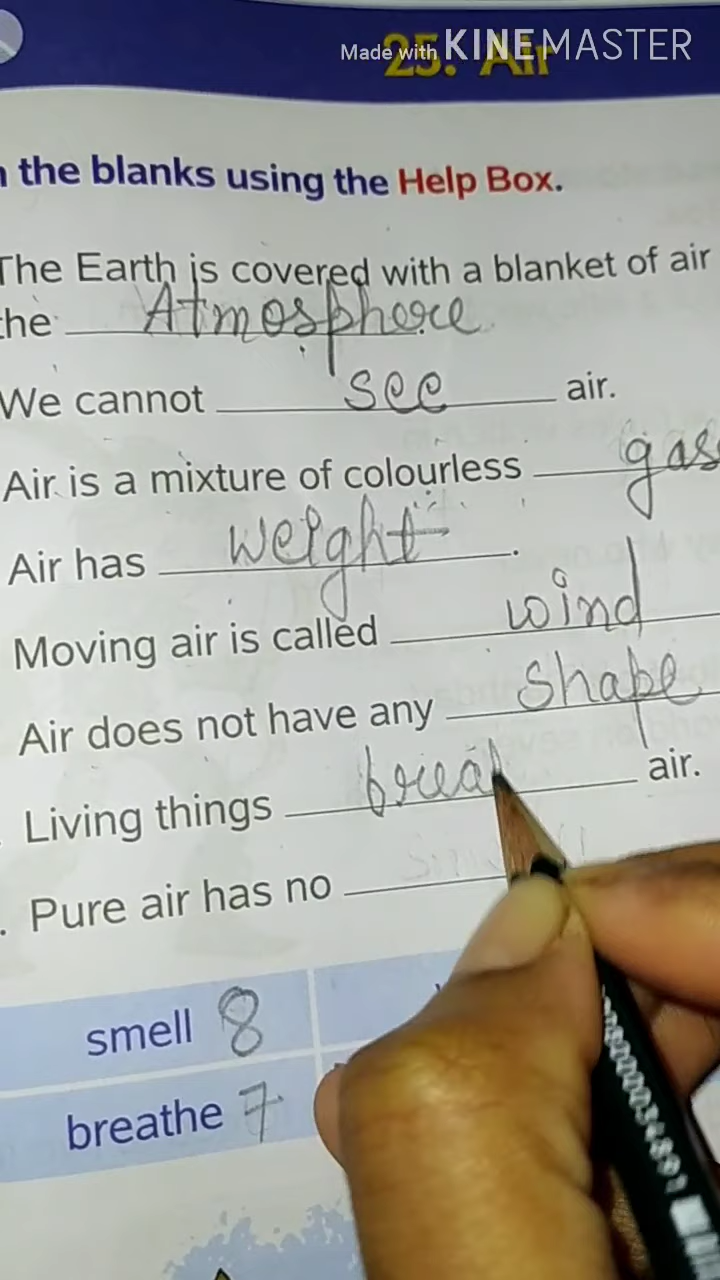 Made with KINEMASTER
25. Air
the blanks using the Help Box.
The Earth is covered with a blanket of air
the Atmosphere
We cannot see air.
Air is a mixture of colourless gas
Air has weight.
Moving air is called wind
Air does not have any shape
Living things breat air.
. Pure air has no
smell 8
breathe 7